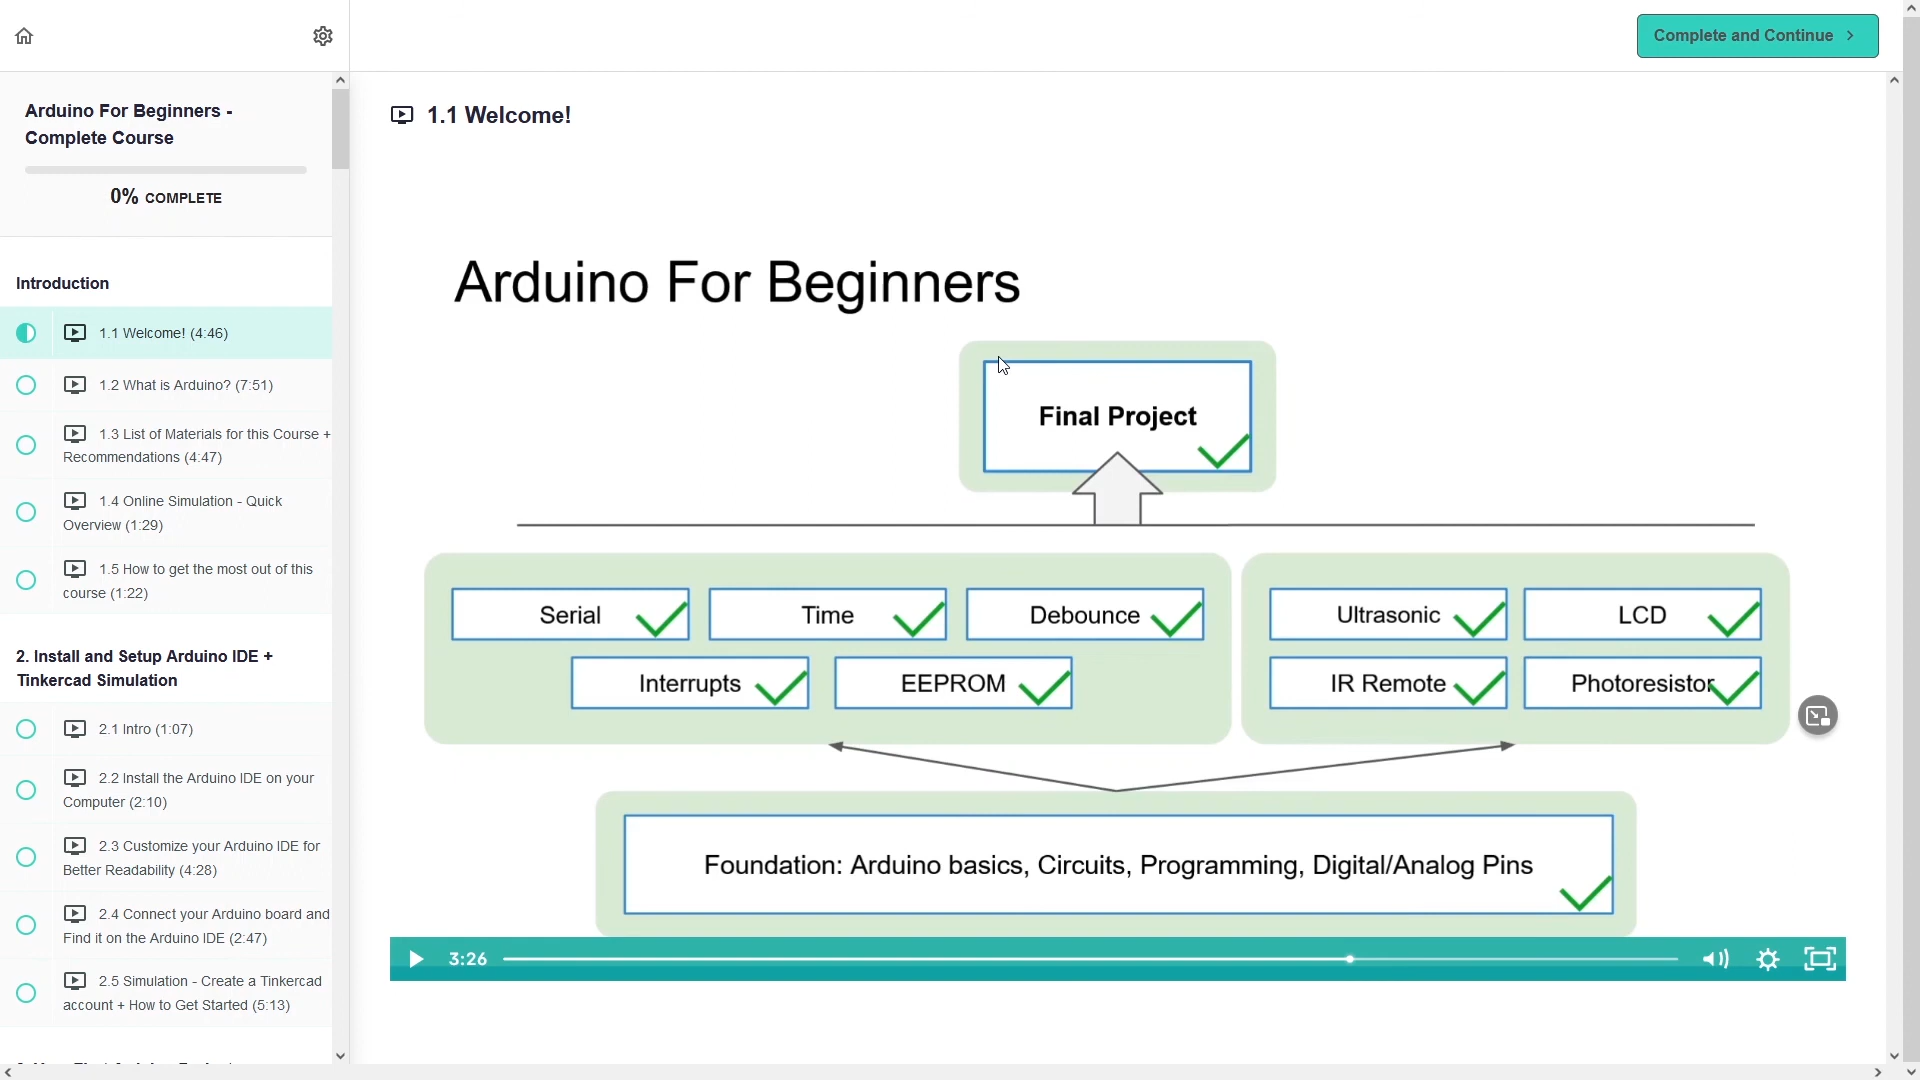 Complete and Continue
Arduino For Beginners -
Complete Course
0% COMPLETE
Introduction
1.1 Welcome! (4:46)
1.2 What is Arduino? (7:51)
1.3 List of Materials for this Course +
Recommendations (4:47)
1.4 Online Simulation - Quick
Overview (1:29)
1.5 How to get the most out of this
course (1:22)
2. Install and Setup Arduino IDE +
Tinkercad Simulation
2.1 Intro (1:07)
2.2 Install the Arduino IDE on your
Computer (2:10)
2.3 Customize your Arduino IDE for
Better Readability (4:28)
2.4 Connect your Arduino board and
Find it on the Arduino IDE (2:47)
2.5 Simulation - Create a Tinkercad
account + How to Get Started (5:13)
1.1 Welcome!
Arduino For Beginners
Final Project
Serial
Time
Debounce
Ultrasonic
LCD
Interrupts
EEPROM
IR Remote
Photoresistor
Foundation: Arduino basics, Circuits, Programming, Digital/Analog Pins
3:26